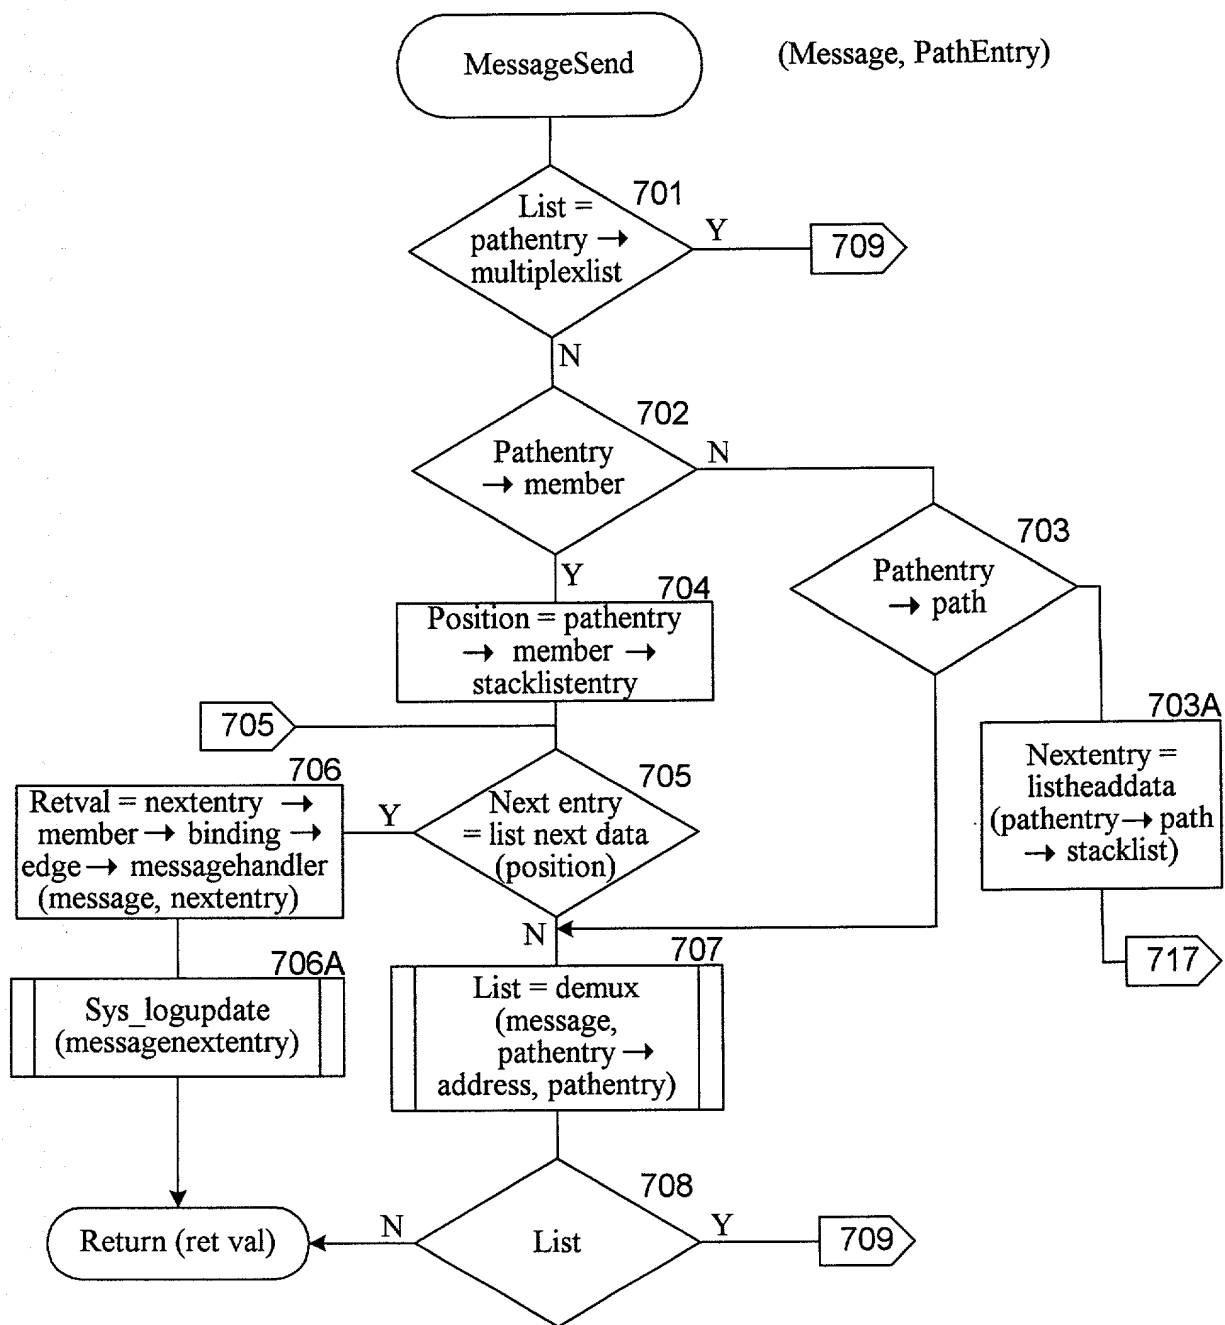 MessageSend
(Message, PathEntry)
701
List =
pathentry →
multiplexlist
Y
709
N
702
Pathentry
→ member
N
703
Pathentry
→ path
Y
704
Position = pathentry
→ member →
stacklistentry
705
703A
Nextentry =
listheaddata
(pathentry → path
→ stacklist)
717
706
Retval = nextentry →
member → binding →
edge → messagehandler
(message, nextentry)
Y
705
Next entry
= list next data
(position)
N
706A
Sys_logupdate
(messagenextentry)
707
List = demux
(message,
pathentry →
address, pathentry)
708
List
N
Return (ret val)
Y
709